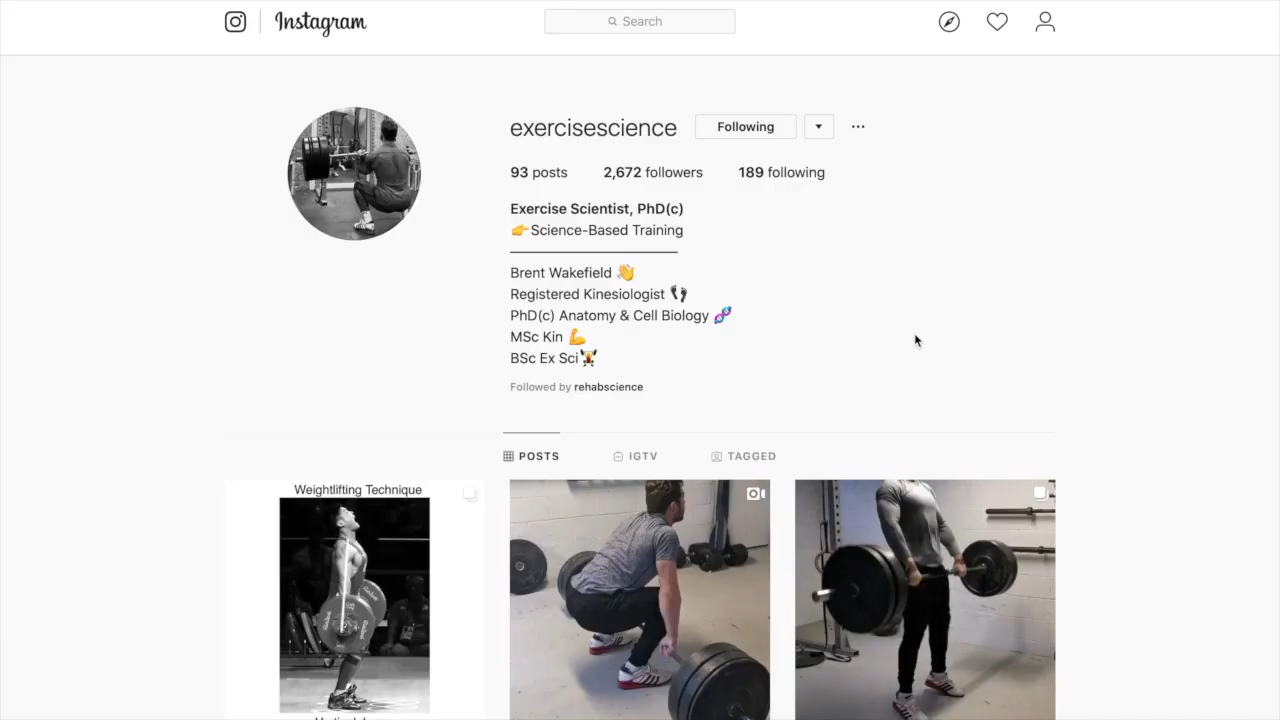 Instagram
Search
exercisescience
Following
93 posts
2,672 followers
189 following
Exercise Scientist, PhD(c)
👉Science-Based Training
Brent Wakefield 👋
Registered Kinesiologist 👣
PhD(c) Anatomy & Cell Biology 🧬
MSc Kin 💪
BSc Ex Sci🏋
Followed by rehabscience
POSTS
IGTV
TAGGED
Weightlifting Technique